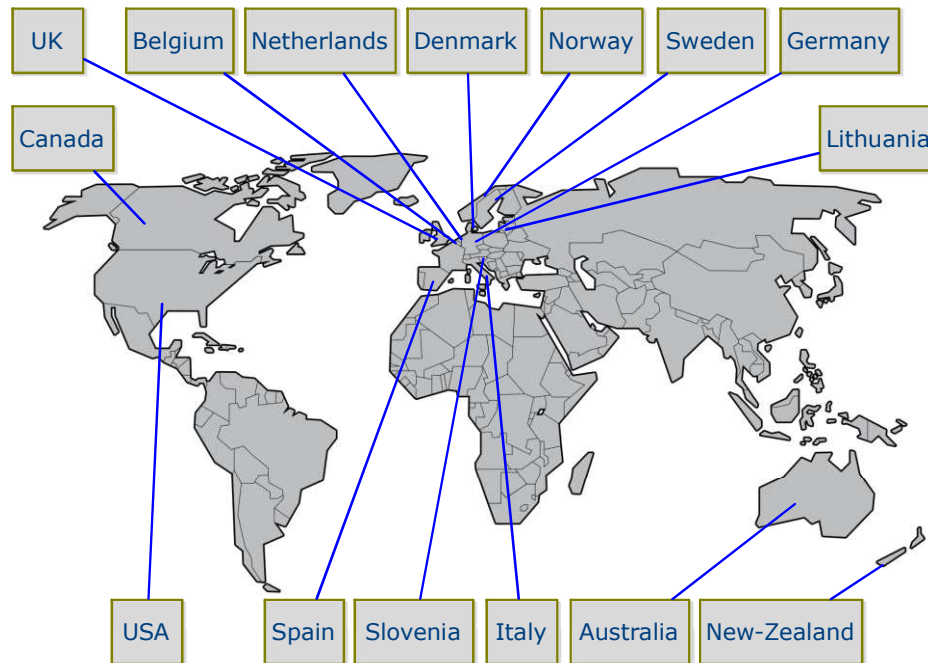 UK
Belgium
Netherlands
Denmark
Norway
Sweden
Germany
Canada
Lithuania
USA
Spain
Slovenia
Italy
Australia
New-Zealand